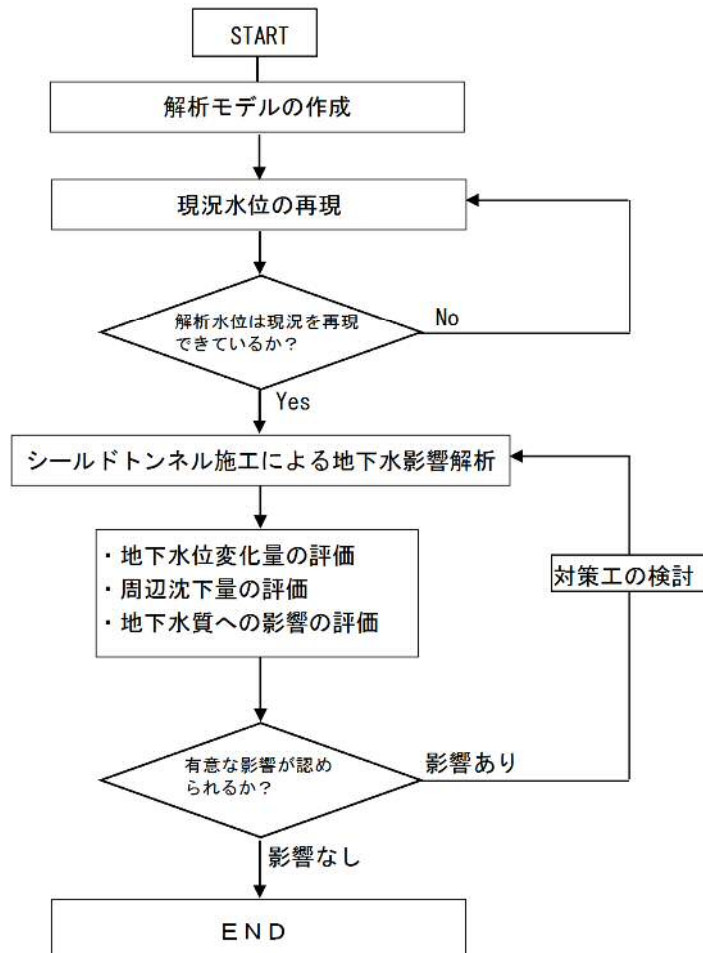 START
解析モデルの作成
現況水位の再現
解析水位は現況を再現
できているか?
No
Yes
シールドトンネル施工による地下水影響解析
・地下水位変化量の評価
・周辺沈下量の評価
・地下水質への影響の評価
対策工の検討
有意な影響が認め
られるか?
影響あり
影響なし
END